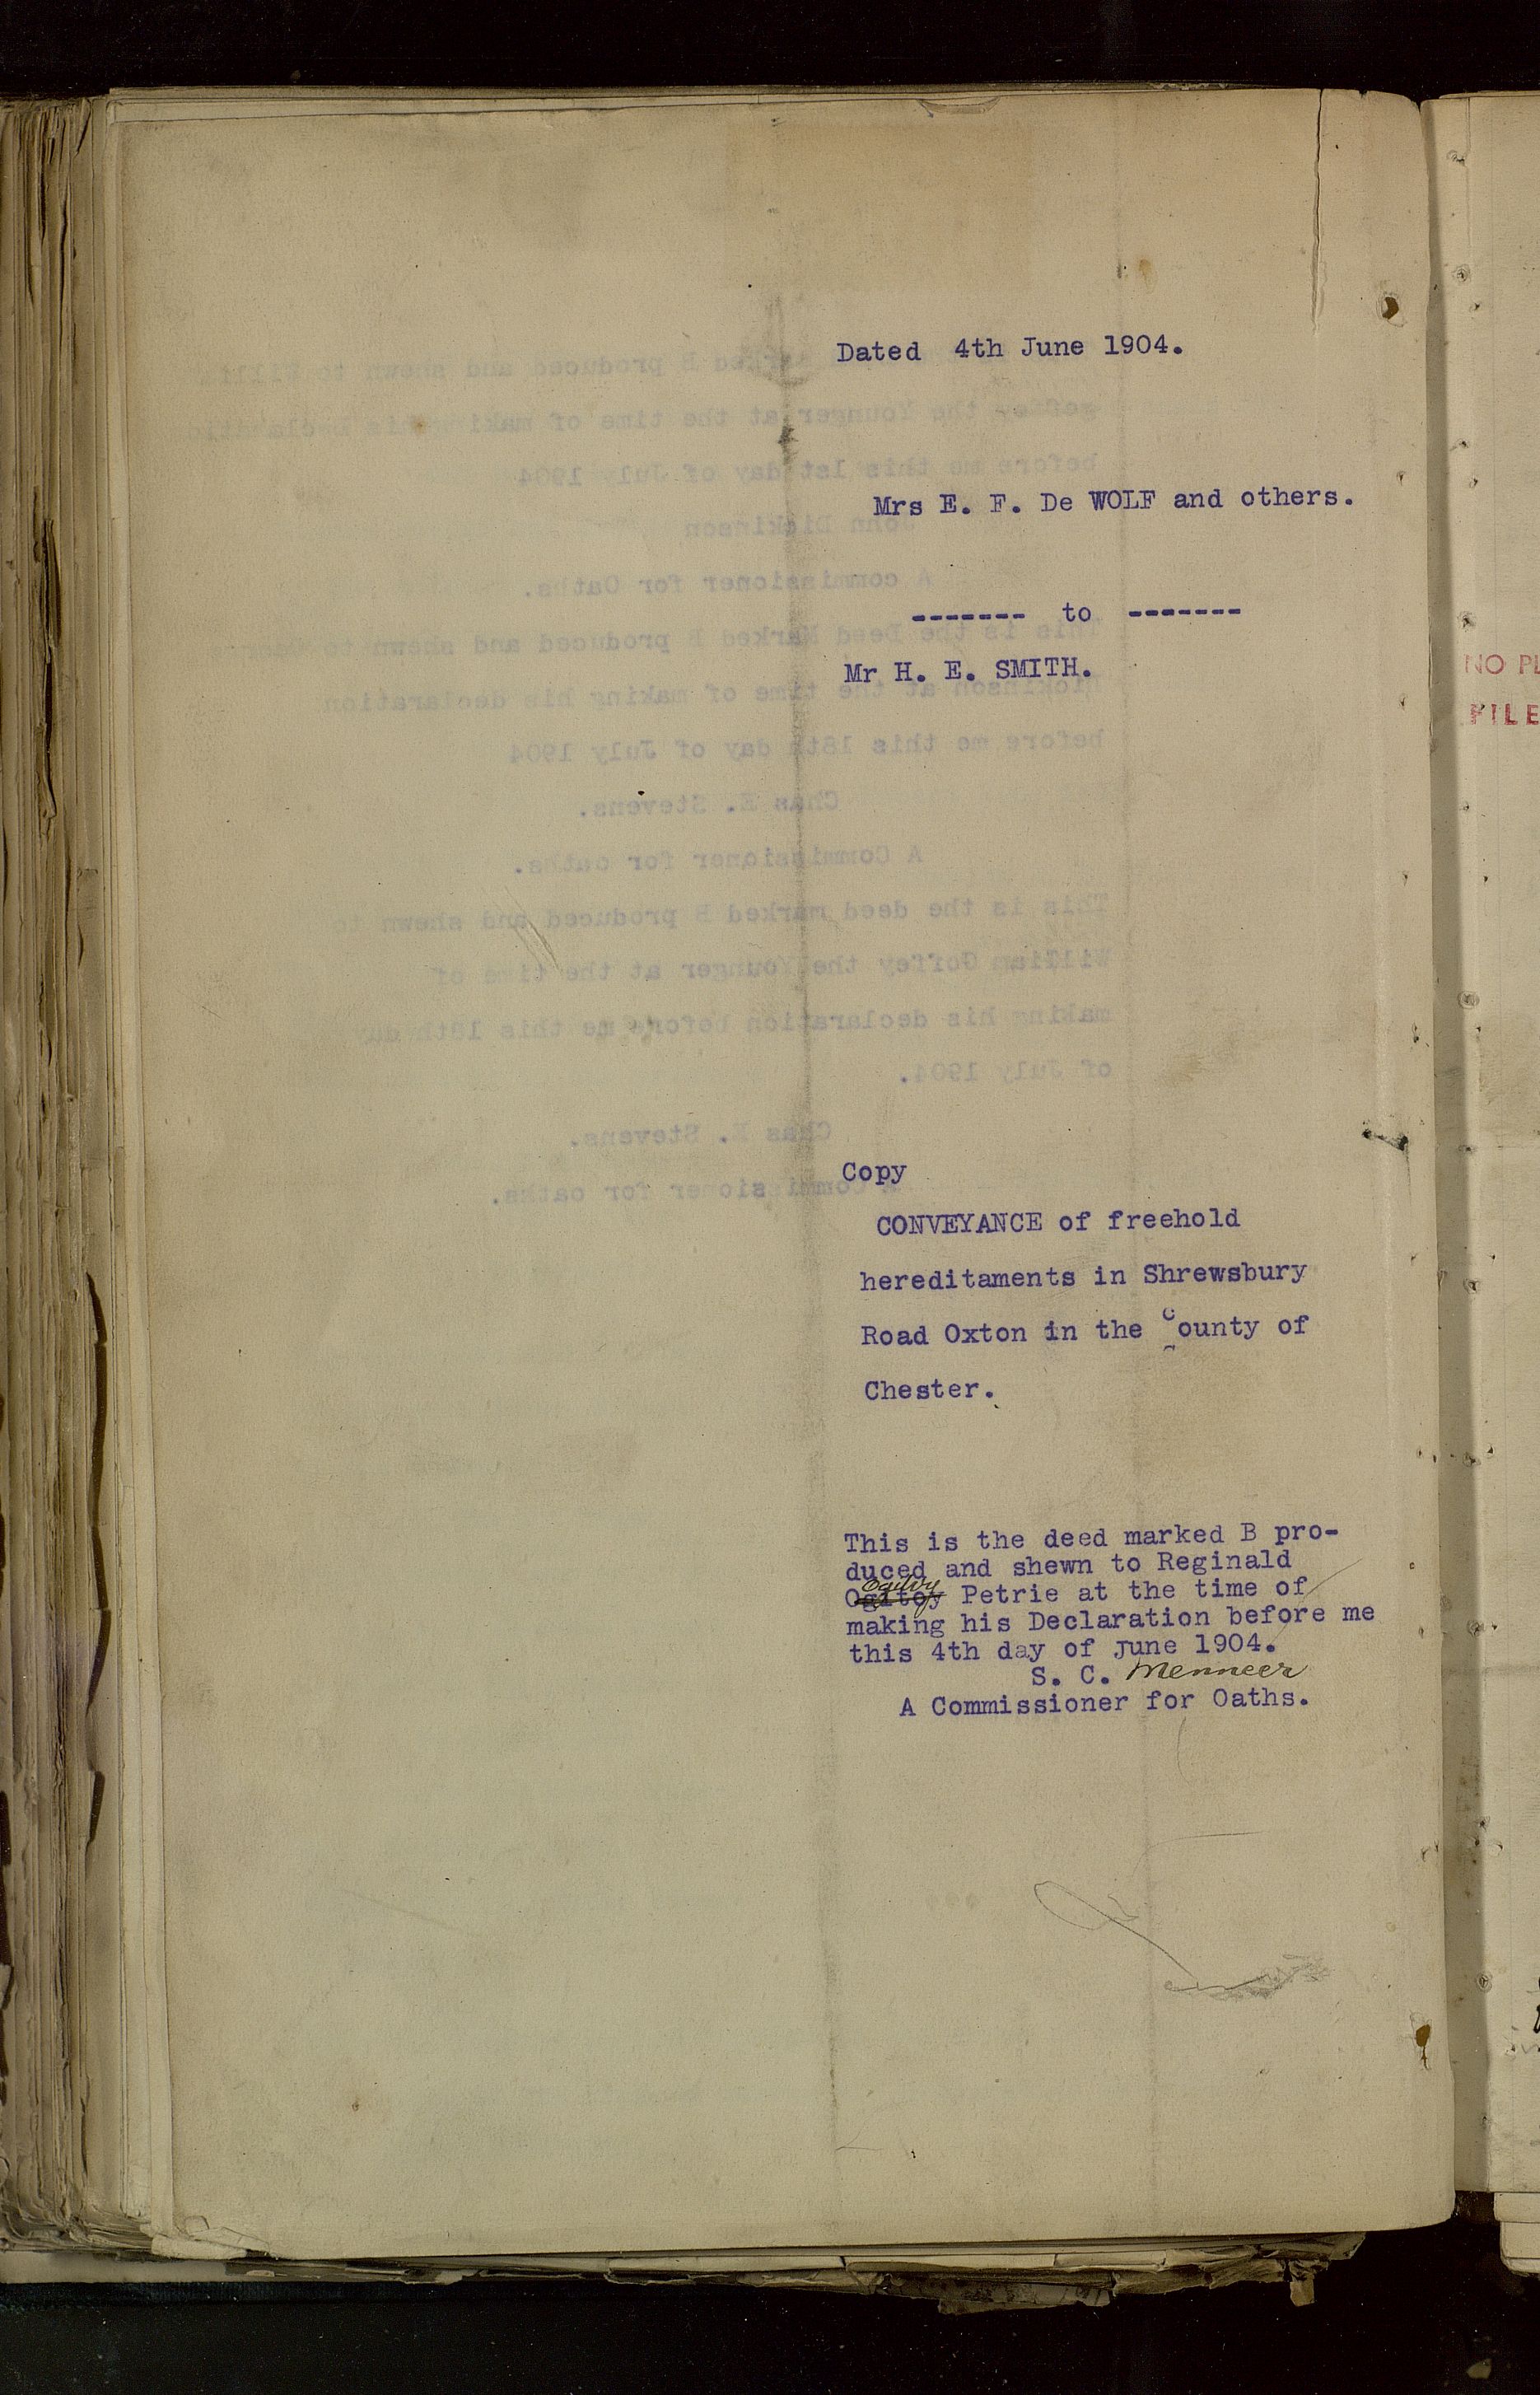 Dated 4th June 1904.
Mrs E. F. De WOLF and others.
------- to -------
Mr H. E. SMITH.
Copy
CONVEYANCE of freehold
hereditaments in Shrewsbury
Road Oxton in the County of
Chester.
This is the deed marked B pro-
duced and shewn to Reginald
Ogilvy Petrie at the time of
making his Declaration before me
this 4th day of june 1904.
S. C. Menneer
A Commissioner for Oaths.
NO PL
FILE